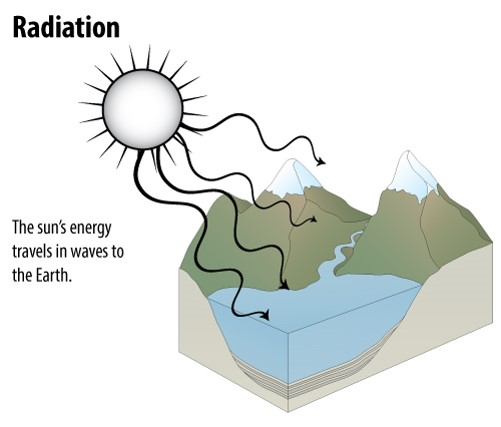 Radiation
The sun's energy
travels in waves to
the Earth.